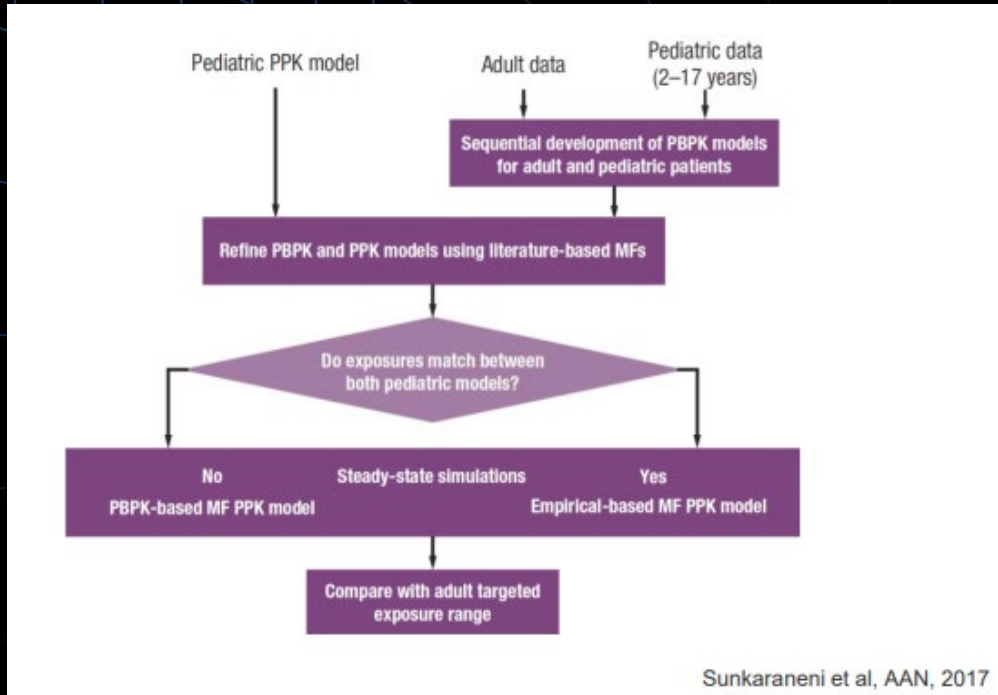 Pediatric PPK model
Adult data
Pediatric data
(2–17 years)
Sequential development of PBPK models
for adult and pediatric patients
Refine PBPK and PPK models using literature-based MFs
Do exposures match between
both pediatric models?
No
Steady-state simulations
Yes
PBPK-based MF PPK model
Empirical-based MF PPK model
Compare with adult targeted
exposure range
Sunkaraneni et al, AAN, 2017